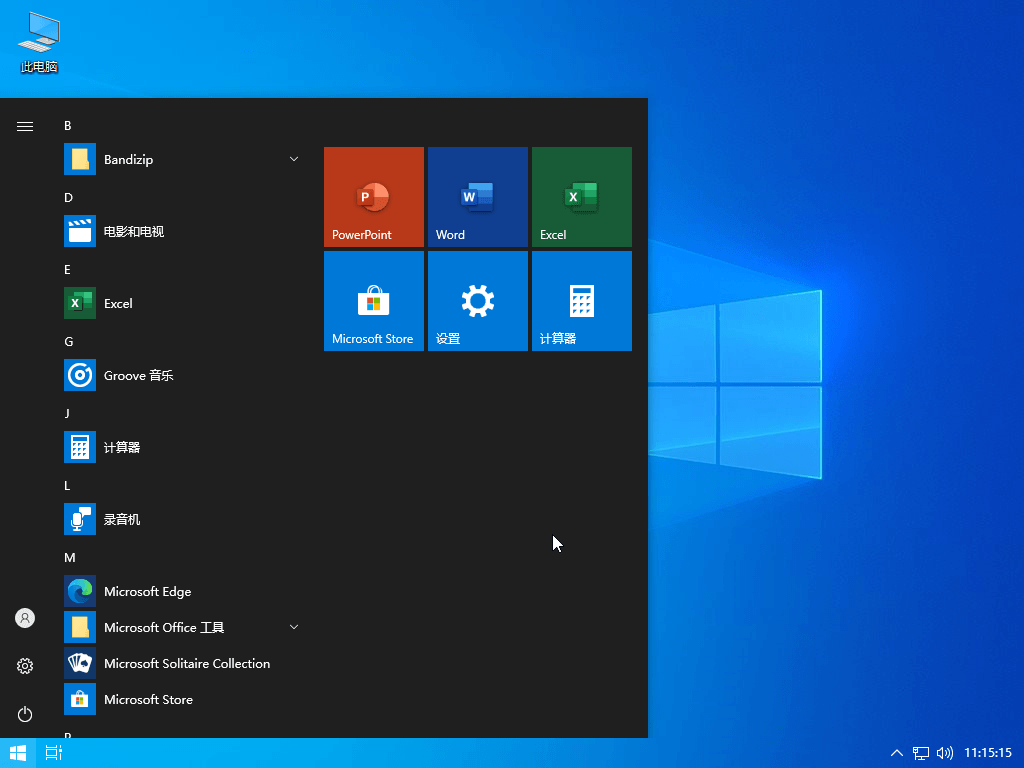 此电脑
B
Bandizip
D
电影和电视
E
Excel
G
Groove 音乐
J
计算器
L
录音机
M
Microsoft Edge
Microsoft Office 工具
Microsoft Solitaire Collection
Microsoft Store
PowerPoint
Word
Excel
Microsoft Store
设置
计算器
11:15:15